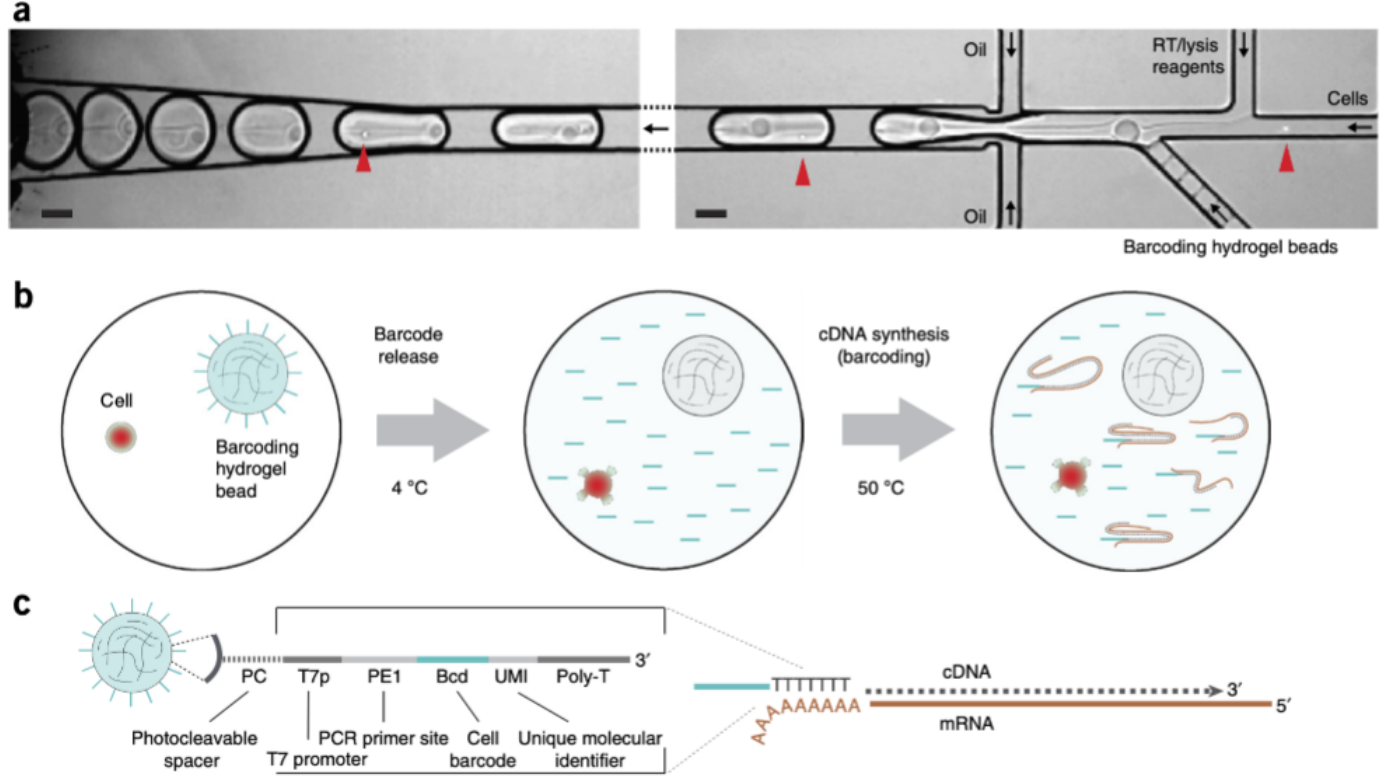 a
Oil
RT/lysis
reagents
Cells
Oil
Barcoding hydrogel beads
b
Cell
Barcoding
hydrogel
bead
Barcode
release
4 °C
cDNA synthesis
(barcoding)
50 °C
c
PC T7p PE1 Bcd UMI Poly-T 3′
Photocleavable
spacer
T7 promoter
PCR primer site
Cell
barcode
Unique molecular
identifier
TTTTTTT
AAAAAAAAA
cDNA 3′
mRNA 5′